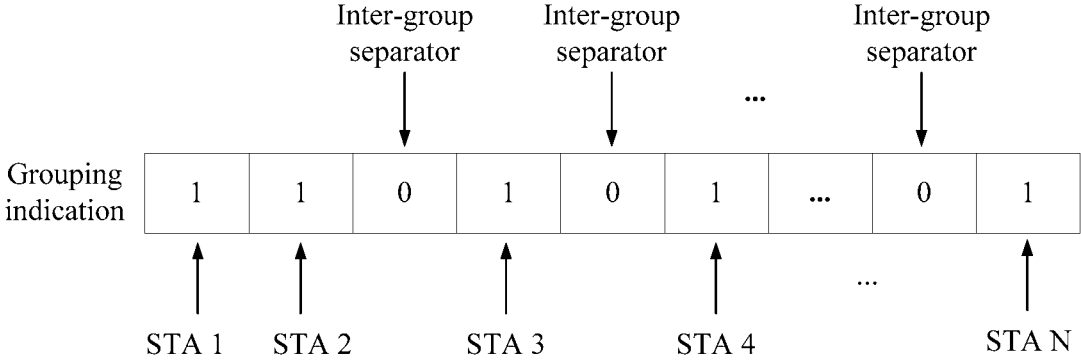 Inter-group Inter-group Inter-group
separator separator separator
...
Grouping
indication
1 1 0 1 0 1 ... 0 1
...
STA 1 STA 2 STA 3 STA 4 STA N